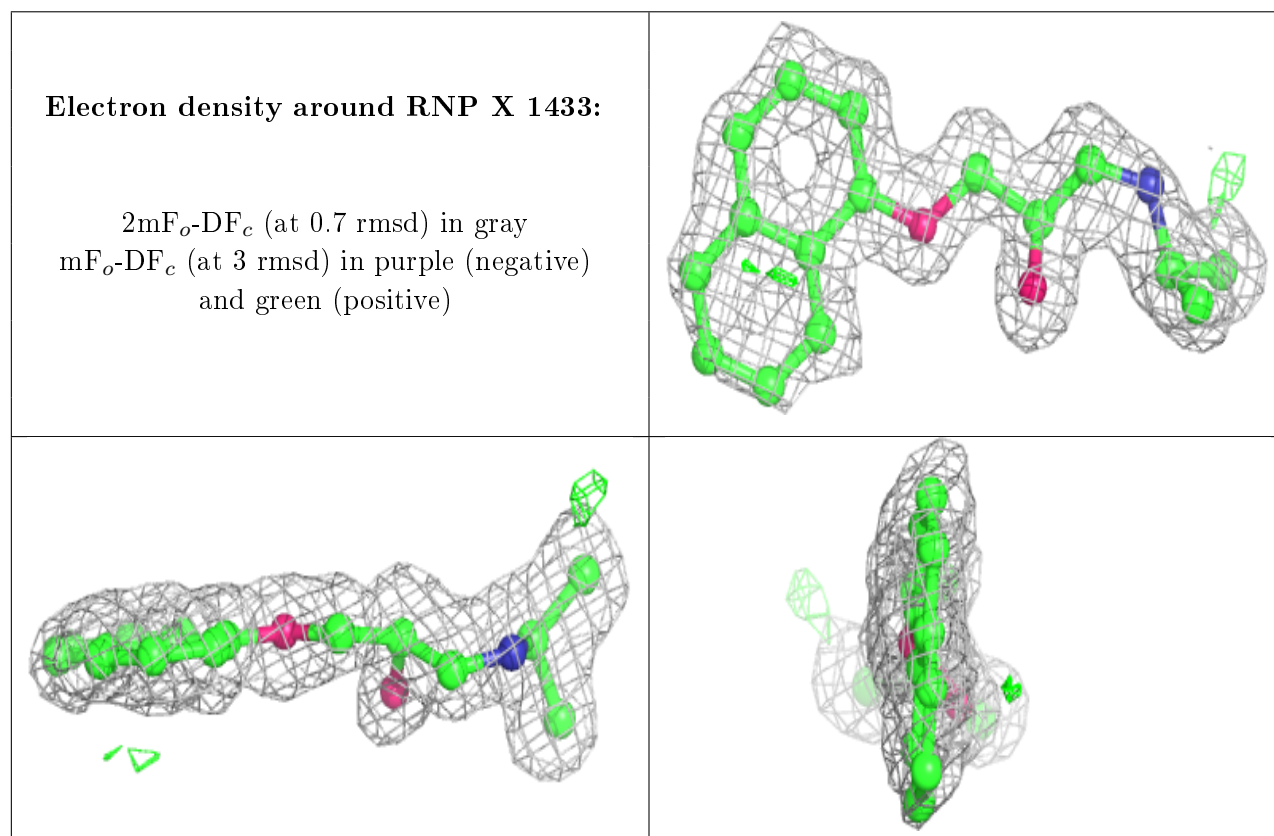 Electron density around RNP X 1433:
2mFₒ-DF𝒸 (at 0.7 rmsd) in gray
mFₒ-DF𝒸 (at 3 rmsd) in purple (negative)
and green (positive)